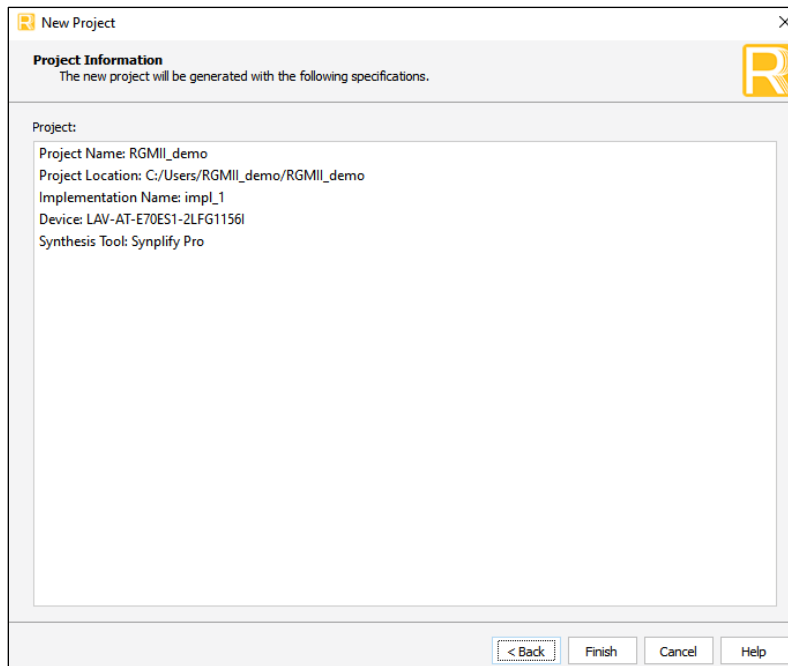 New Project
Project Information
The new project will be generated with the following specifications.
Project:
Project Name: RGMII_demo
Project Location: C:/Users/RGMII_demo/RGMII_demo
Implementation Name: impl_1
Device: LAV-AT-E70ES1-2LFG1156I
Synthesis Tool: Synplify Pro
< Back Finish Cancel Help